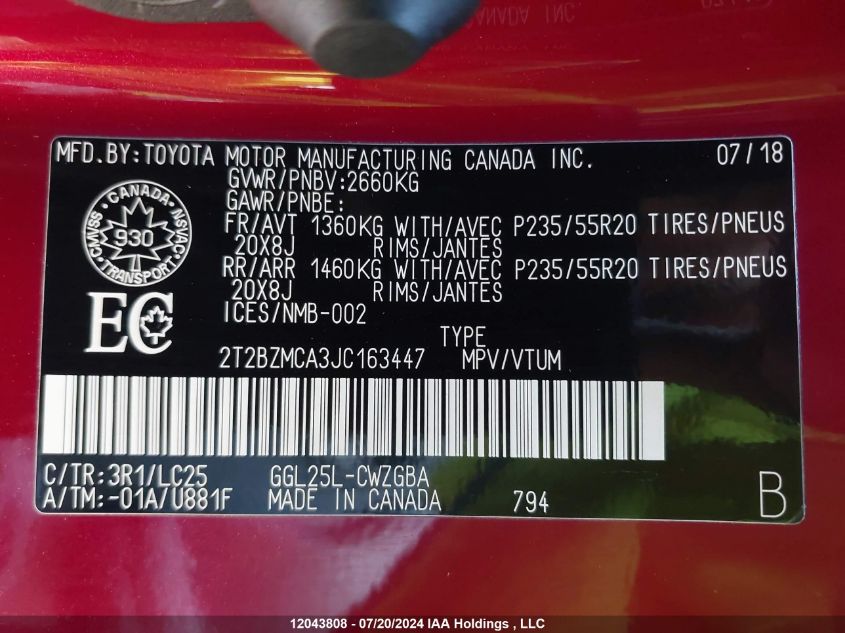 MFD.BY:TOYOTA MOTOR MANUFACTURING CANADA INC. 07/18
GVWR/PNBV:2660KG
GAWR/PNBE:
FR/AVT 1360KG WITH/AVEC P235/55R20 TIRES/PNEUS
20X8J RIMS/JANTES
RR/ARR 1460KG WITH/AVEC P235/55R20 TIRES/PNEUS
20X8J RIMS/JANTES
ICES/NMB-002
CANADA
CMVSS 930 NSVAC
TRANSPORT
EC
TYPE
2T2BZMCA3JC163447 MPV/VTUM
C/TR:3R1/LC25 GGL25L-CWZGBA
A/TM:-01A/U881F MADE IN CANADA 794 B
12043808 - 07/20/2024 IAA Holdings , LLC